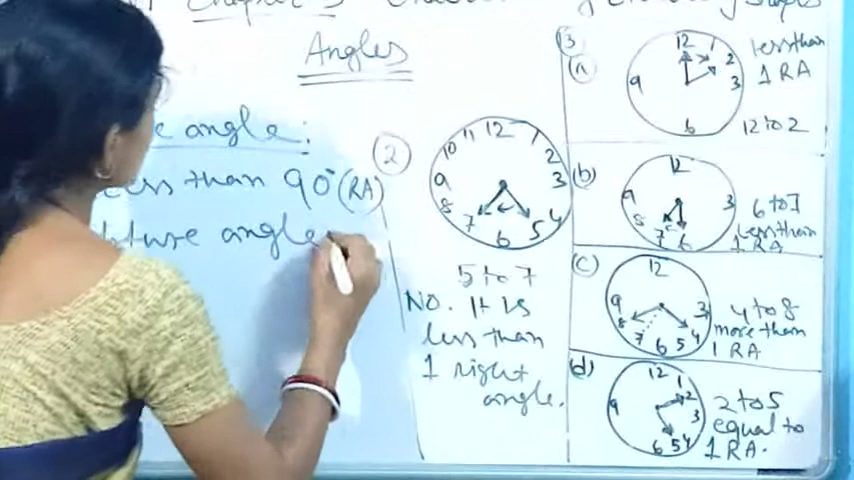 Angles
angle:
less than 90° (RA)
angle
2
12
11
1
10
2
9
3
8
4
7
5
6
5 to 7
No. It is
less than
1 right
angle.
3
(a)
12
1
2
9
3
6
less than
1 RA
12 to 2
(b)
12
9
3
8
7
6
6 to 7
less than
1 RA
(c)
12
9
3
8
4
7
6
5
4 to 8
more than
1 RA
(d)
12
1
2
9
3
6
5
4
2 to 5
equal to
1 RA.